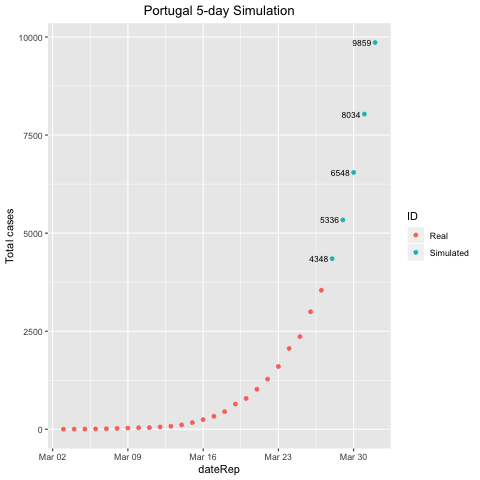 Portugal 5-day Simulation
10000
9859
8034
7500
6548
ID
Total cases
5336
Real
5000
Simulated
4348
2500
0
Mar 02 Mar 09 Mar 16 Mar 23 Mar 30
dateRep